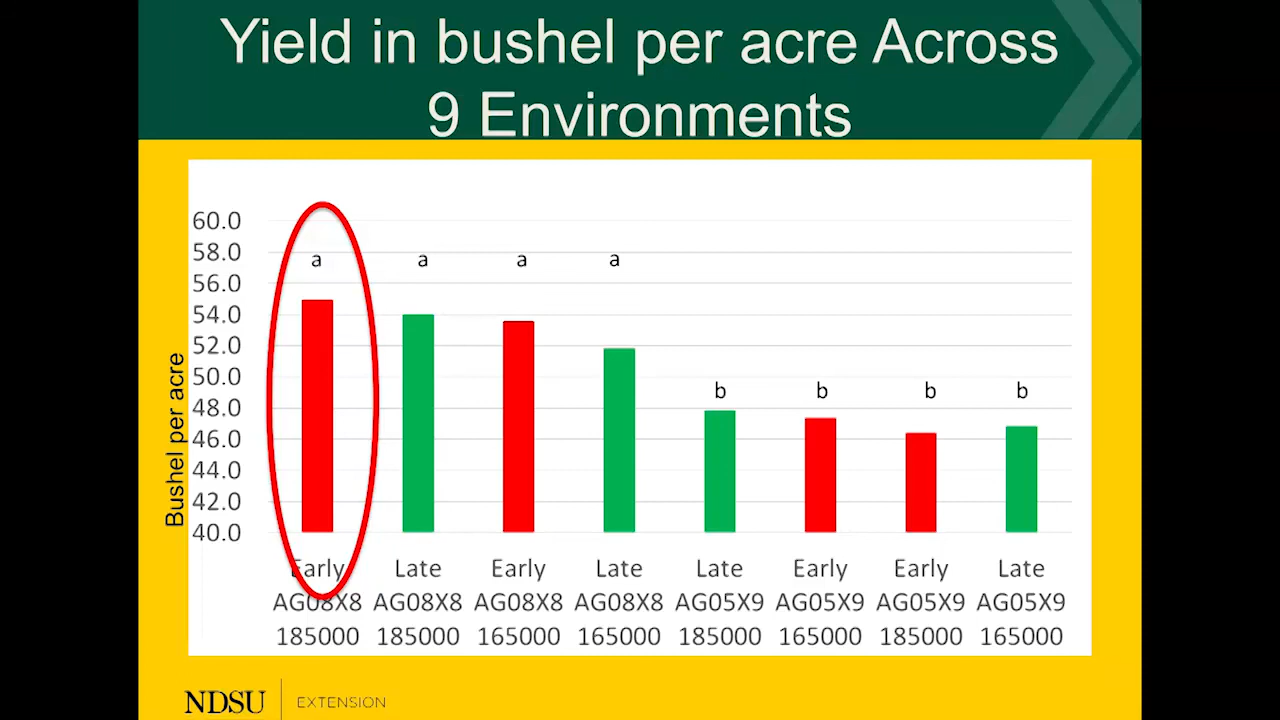 Yield in bushel per acre Across
9 Environments
60.0
58.0
a a a a
56.0
54.0
52.0
50.0
b b b b
48.0
46.0
44.0
42.0
40.0
Bushel per acre
Early Late Early Late Late Early Early Late
AG08X8 AG08X8 AG08X8 AG08X8 AG05X9 AG05X9 AG05X9 AG05X9
185000 185000 165000 165000 185000 165000 185000 165000
NDSU EXTENSION